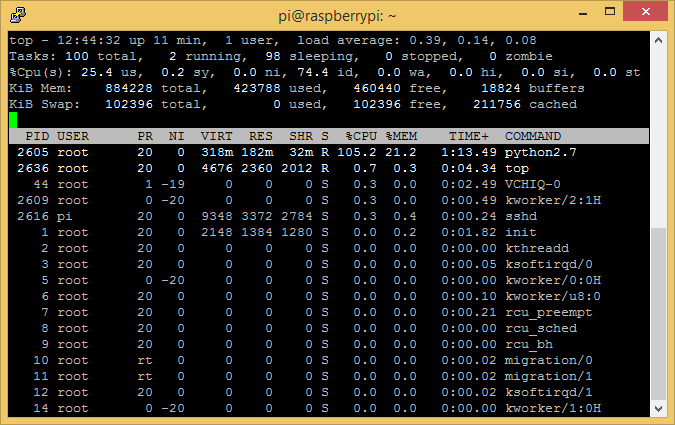 pi@raspberrypi: ~
top - 12:44:32 up 11 min,  1 user,  load average: 0.39, 0.14, 0.08
Tasks: 100 total,   2 running,  98 sleeping,   0 stopped,   0 zombie
%Cpu(s): 25.4 us,  0.2 sy,  0.0 ni, 74.4 id,  0.0 wa,  0.0 hi,  0.0 si,  0.0 st
KiB Mem:    884228 total,   423788 used,   460440 free,    18824 buffers
KiB Swap:   102396 total,        0 used,   102396 free,   211756 cached
PID USER      PR  NI  VIRT  RES  SHR S  %CPU %MEM    TIME+  COMMAND
2605 root      20   0  318m 182m  32m R 105.2 21.2   1:13.49 python2.7
2636 root      20   0  4676 2360 2012 R   0.7  0.3   0:04.34 top
44 root       1 -19     0    0    0 S   0.3  0.0   0:02.49 VCHIQ-0
2609 root       0 -20     0    0    0 S   0.3  0.0   0:00.49 kworker/2:1H
2616 pi        20   0  9348 3372 2784 S   0.3  0.4   0:00.24 sshd
1 root      20   0  2148 1384 1280 S   0.0  0.2   0:01.82 init
2 root      20   0     0    0    0 S   0.0  0.0   0:00.00 kthreadd
3 root      20   0     0    0    0 S   0.0  0.0   0:00.05 ksoftirqd/0
5 root       0 -20     0    0    0 S   0.0  0.0   0:00.00 kworker/0:0H
6 root      20   0     0    0    0 S   0.0  0.0   0:00.10 kworker/u8:0
7 root      20   0     0    0    0 S   0.0  0.0   0:00.21 rcu_preempt
8 root      20   0     0    0    0 S   0.0  0.0   0:00.00 rcu_sched
9 root      20   0     0    0    0 S   0.0  0.0   0:00.00 rcu_bh
10 root      rt   0     0    0    0 S   0.0  0.0   0:00.02 migration/0
11 root      rt   0     0    0    0 S   0.0  0.0   0:00.02 migration/1
12 root      20   0     0    0    0 S   0.0  0.0   0:00.02 ksoftirqd/1
14 root       0 -20     0    0    0 S   0.0  0.0   0:00.00 kworker/1:0H